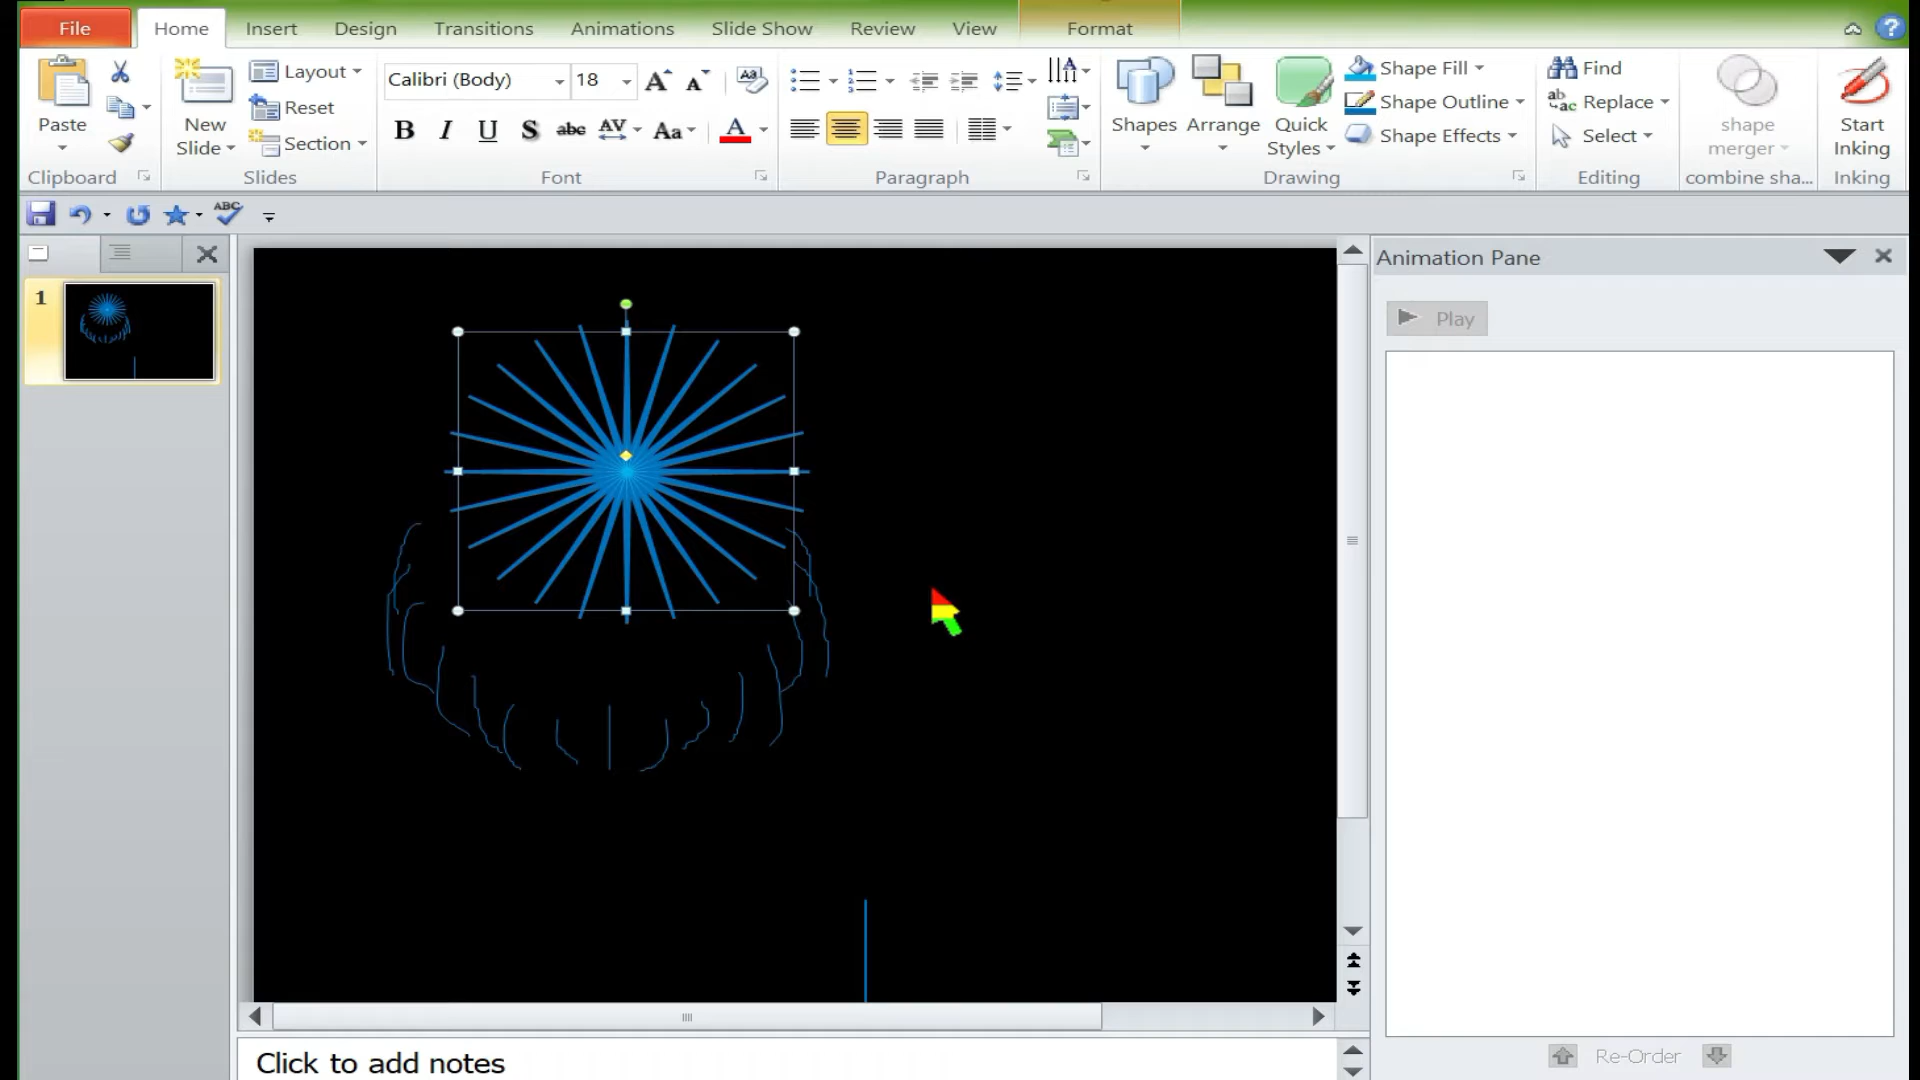 File Home Insert Design Transitions Animations Slide Show Review View Format
Paste
New
Slide
Layout
Reset
Section
Calibri (Body) 18
B I U S abc AV Aa A
Shapes Arrange Quick
Styles
Shape Fill
Shape Outline
Shape Effects
Find
Replace
Select
shape
merger
Start
Inking
Clipboard Slides Font Paragraph Drawing Editing combine sha... Inking
ABC
1
Animation Pane
Play
Re-Order
Click to add notes